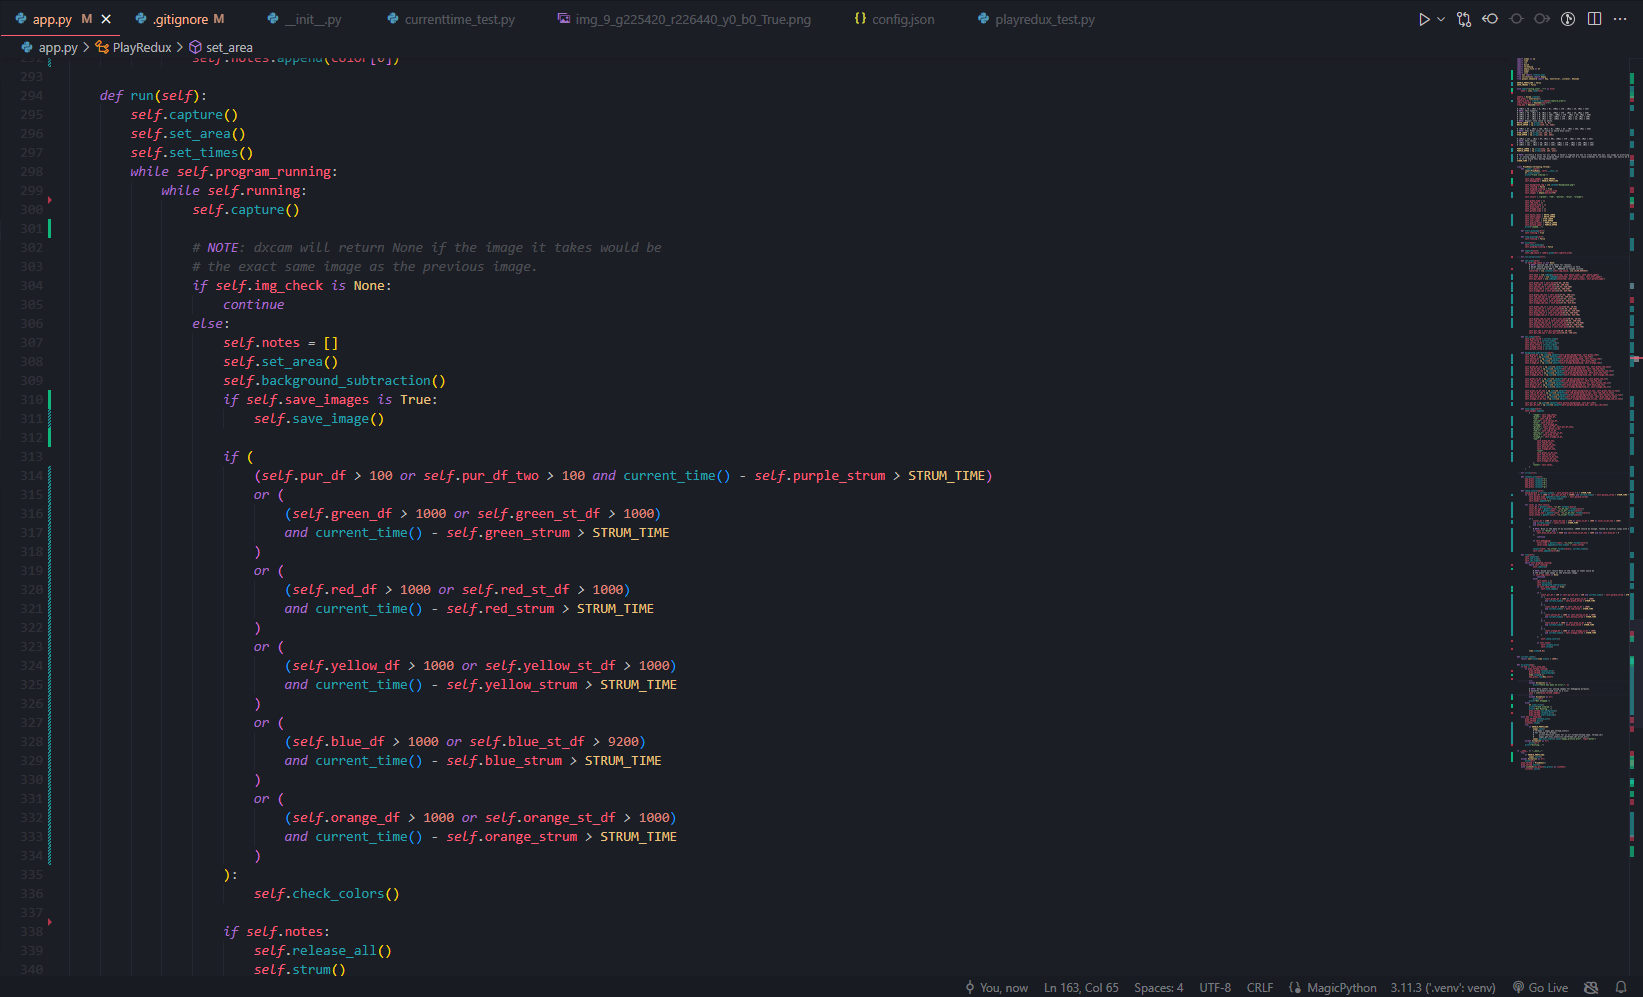 app.py M
.gitignore M
__init__.py
currenttime_test.py
img_9_g225420_r226440_y0_b0_True.png
config.json
playredux_test.py
app.py > PlayRedux > set_area
292 self.notes.append(color[0])
293
294 def run(self):
295 self.capture()
296 self.set_area()
297 self.set_times()
298 while self.program_running:
299 while self.running:
300 self.capture()
301
302 # NOTE: dxcam will return None if the image it takes would be
303 # the exact same image as the previous image.
304 if self.img_check is None:
305 continue
306 else:
307 self.notes = []
308 self.set_area()
309 self.background_subtraction()
310 if self.save_images is True:
311 self.save_image()
312
313 if (
314 (self.pur_df > 100 or self.pur_df_two > 100 and current_time() - self.purple_strum > STRUM_TIME)
315 or (
316 (self.green_df > 1000 or self.green_st_df > 1000)
317 and current_time() - self.green_strum > STRUM_TIME
318 )
319 or (
320 (self.red_df > 1000 or self.red_st_df > 1000)
321 and current_time() - self.red_strum > STRUM_TIME
322 )
323 or (
324 (self.yellow_df > 1000 or self.yellow_st_df > 1000)
325 and current_time() - self.yellow_strum > STRUM_TIME
326 )
327 or (
328 (self.blue_df > 1000 or self.blue_st_df > 9200)
329 and current_time() - self.blue_strum > STRUM_TIME
330 )
331 or (
332 (self.orange_df > 1000 or self.orange_st_df > 1000)
333 and current_time() - self.orange_strum > STRUM_TIME
334 )
335 ):
336 self.check_colors()
337
338 if self.notes:
339 self.release_all()
340 self.strum()
You, now Ln 163, Col 65 Spaces: 4 UTF-8 CRLF MagicPython 3.11.3 ('.venv': venv) Go Live